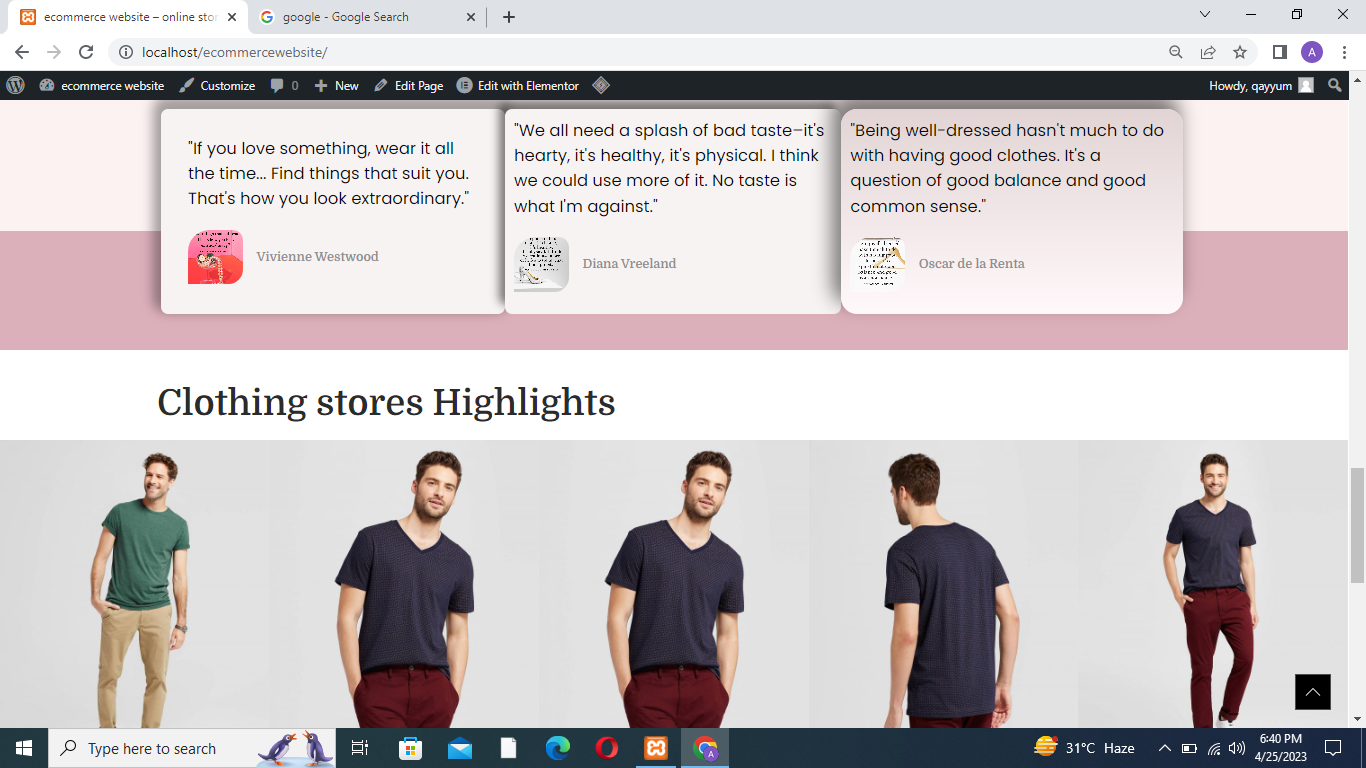 ecommerce website – online stor
google - Google Search
localhost/ecommercewebsite/
A
ecommerce website
Customize
0
New
Edit Page
Edit with Elementor
Howdy, qayyum
"If you love something, wear it all
the time... Find things that suit you.
That's how you look extraordinary."
Vivienne Westwood
"We all need a splash of bad taste–it's
hearty, it's healthy, it's physical. I think
we could use more of it. No taste is
what I'm against."
Diana Vreeland
"Being well-dressed hasn't much to do
with having good clothes. It's a
question of good balance and good
common sense."
Oscar de la Renta
Clothing stores Highlights
Type here to search
A
31°C Haze
6:40 PM
4/25/2023